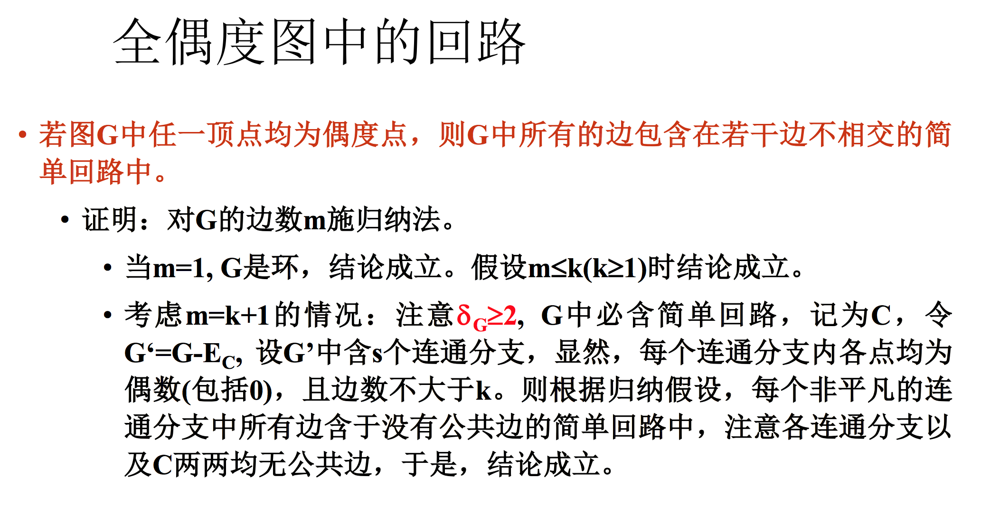 全偶度图中的回路
• 若图G中任一顶点均为偶度点，则G中所有的边包含在若干边不相交的简
单回路中。
• 证明：对G的边数m施归纳法。
• 当m=1, G是环，结论成立。假设m≤k(k≥1)时结论成立。
• 考虑m=k+1的情况：注意δG≥2, G中必含简单回路，记为C，令
G‘=G-EC, 设G’中含s个连通分支，显然，每个连通分支内各点均为
偶数(包括0)，且边数不大于k。则根据归纳假设，每个非平凡的连
通分支中所有边含于没有公共边的简单回路中，注意各连通分支以
及C两两均无公共边，于是，结论成立。